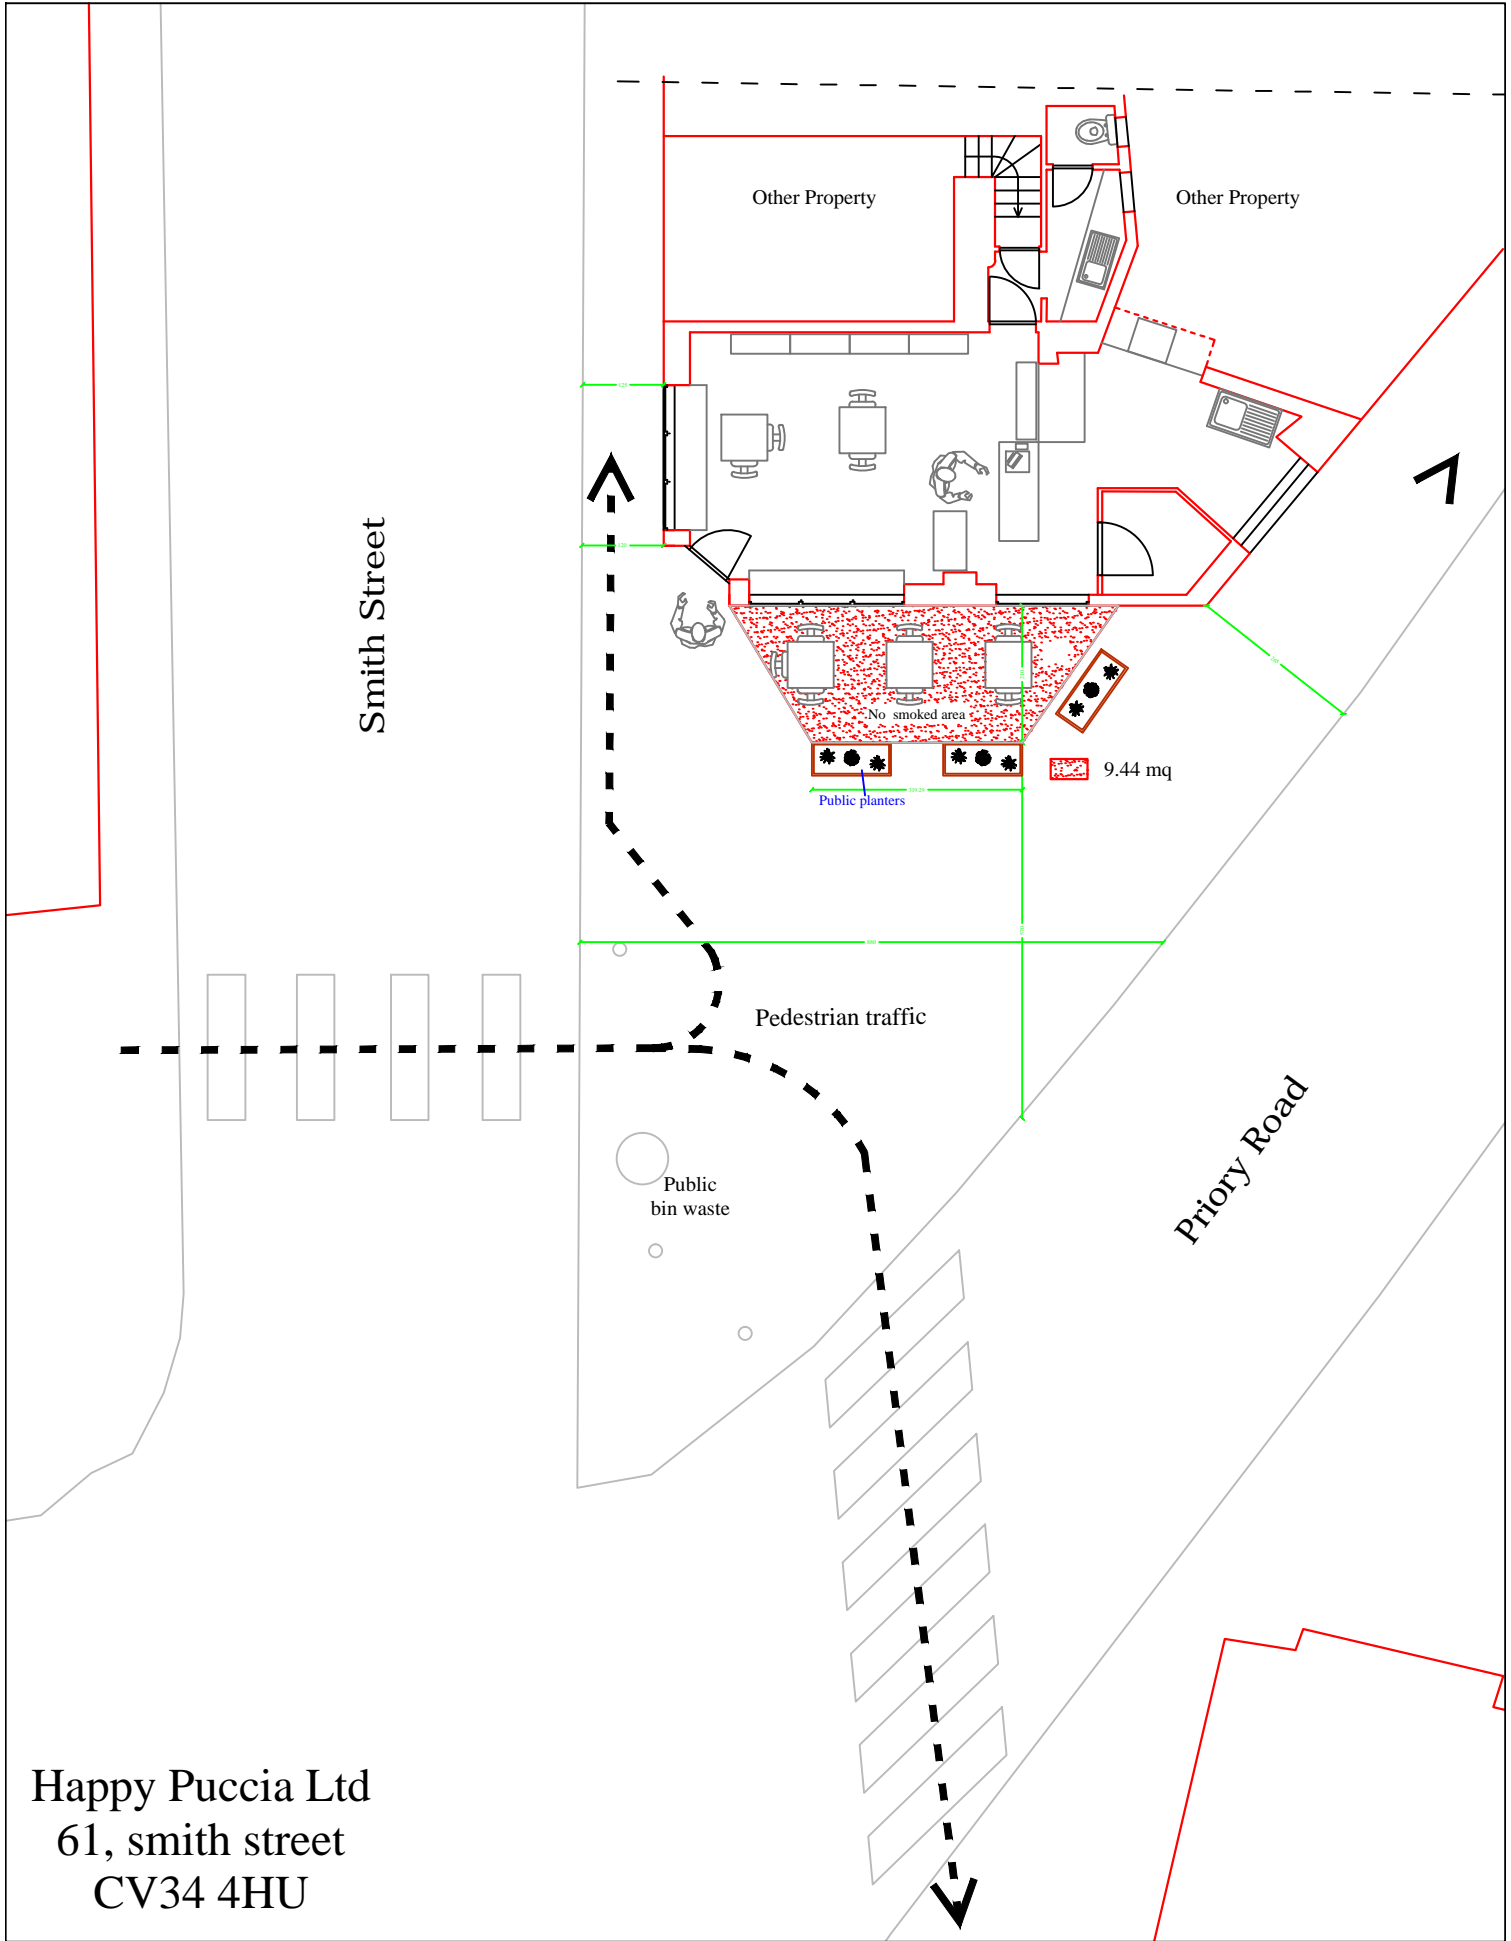 Other Property
Other Property
Smith Street
No smoked area
9.44 mq
Public planters
Pedestrian traffic
Public
bin waste
Priory Road
Happy Puccia Ltd
61, smith street
CV34 4HU